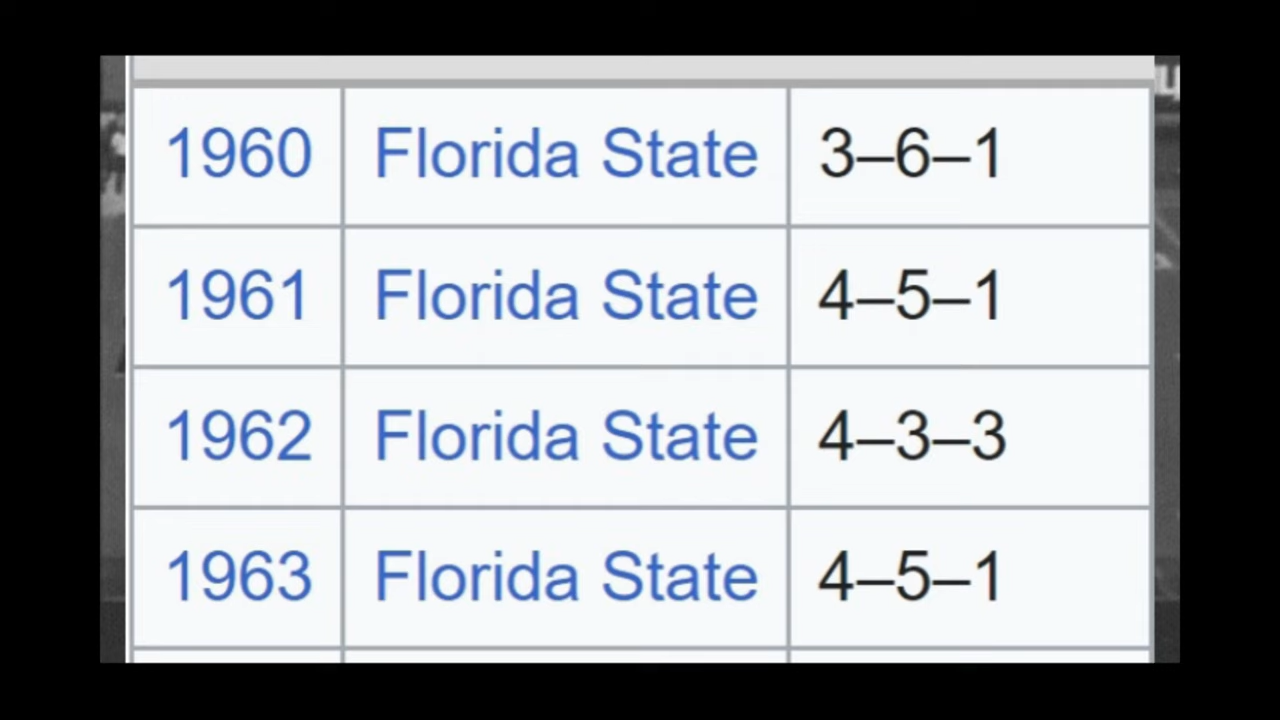 1960 Florida State 3–6–1
1961 Florida State 4–5–1
1962 Florida State 4–3–3
1963 Florida State 4–5–1